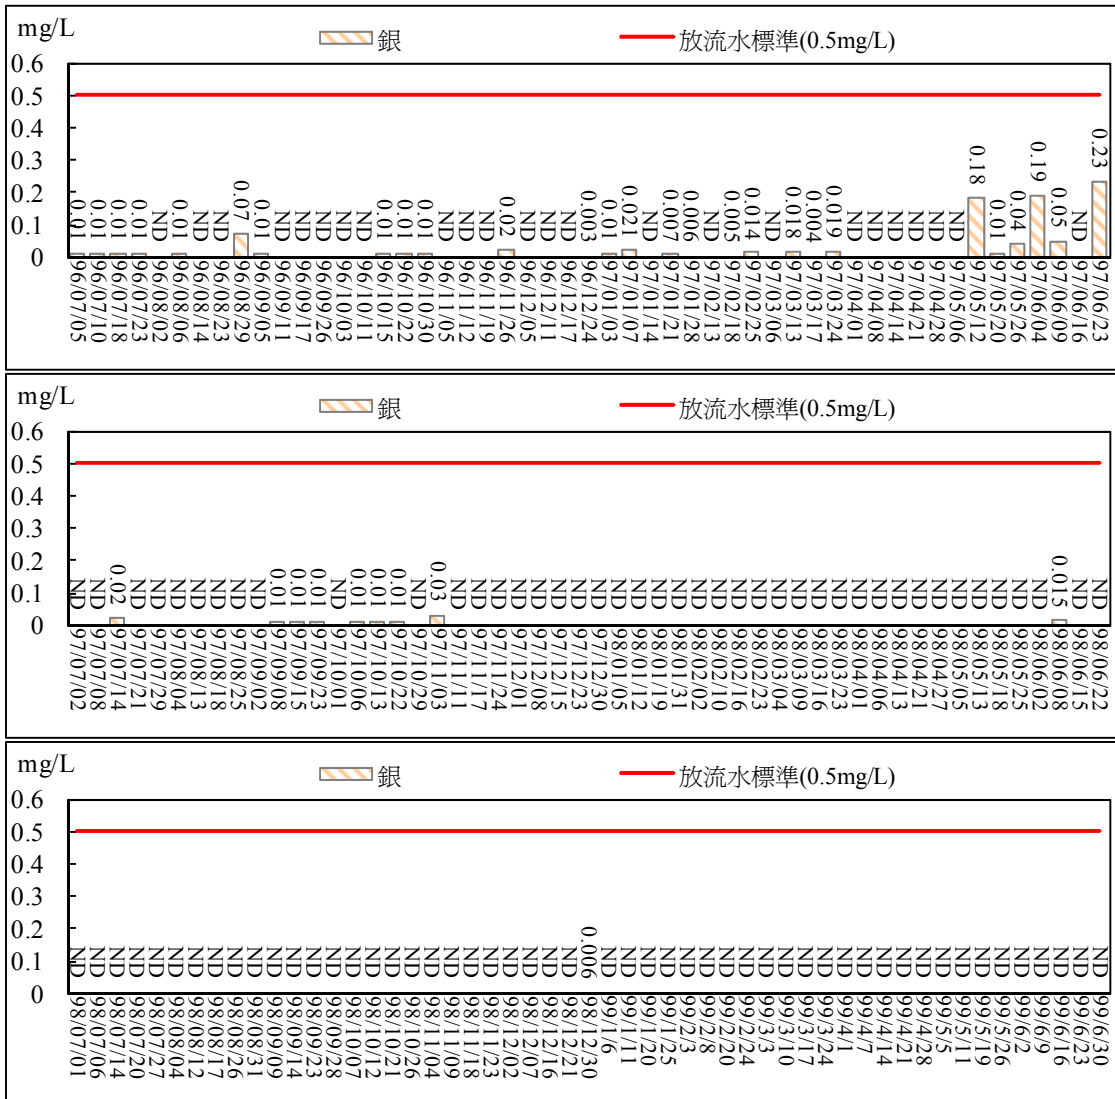 mg/L
銀
放流水標準(0.5mg/L)
0.6
0.5
0.4
0.3
0.2
0.1
0
0.01 0.01 0.01 0.01 ND 0.01 ND ND 0.07 0.01 ND ND ND ND ND 0.01 0.01 0.01 ND ND ND 0.02 ND ND ND 0.003 0.01 0.021 ND 0.007 0.006 ND 0.005 0.014 ND 0.018 0.004 0.019 ND ND ND ND ND ND 0.18 0.01 0.04 0.19 0.05 ND 0.23
96/07/05 96/07/10 96/07/18 96/07/23 96/08/02 96/08/06 96/08/14 96/08/23 96/08/29 96/09/05 96/09/11 96/09/17 96/09/26 96/10/03 96/10/11 96/10/15 96/10/22 96/10/30 96/11/05 96/11/12 96/11/19 96/11/26 96/12/05 96/12/11 96/12/17 96/12/24 97/01/03 97/01/07 97/01/14 97/01/21 97/01/28 97/02/13 97/02/18 97/02/25 97/03/06 97/03/13 97/03/17 97/03/24 97/04/01 97/04/08 97/04/14 97/04/21 97/04/28 97/05/06 97/05/12 97/05/20 97/05/26 97/06/04 97/06/09 97/06/16 97/06/23
mg/L
銀
放流水標準(0.5mg/L)
0.6
0.5
0.4
0.3
0.2
0.1
0
ND ND 0.02 ND ND ND ND ND ND ND 0.01 0.01 0.01 ND 0.01 0.01 0.01 ND 0.03 ND ND ND ND ND ND ND ND ND ND ND ND ND ND ND ND ND ND ND ND ND ND ND ND ND ND ND ND ND ND 0.015 ND ND
97/07/02 97/07/08 97/07/14 97/07/21 97/07/29 97/08/04 97/08/13 97/08/18 97/08/25 97/09/02 97/09/08 97/09/15 97/09/23 97/10/01 97/10/06 97/10/13 97/10/22 97/10/29 97/11/03 97/11/11 97/11/17 97/11/24 97/12/01 97/12/08 97/12/15 97/12/23 97/12/30 98/01/05 98/01/12 98/01/19 98/01/31 98/02/02 98/02/10 98/02/16 98/02/23 98/03/04 98/03/09 98/03/16 98/03/23 98/04/01 98/04/06 98/04/13 98/04/21 98/04/27 98/05/05 98/05/13 98/05/18 98/05/25 98/06/02 98/06/08 98/06/15 98/06/22
mg/L
銀
放流水標準(0.5mg/L)
0.6
0.5
0.4
0.3
0.2
0.1
0
ND ND ND ND ND ND ND ND ND ND ND ND ND ND ND ND ND ND ND ND ND ND ND ND ND ND 0.006 ND ND ND ND ND ND ND ND ND ND ND ND ND ND ND ND ND ND ND ND ND ND ND ND ND
98/07/01 98/07/06 98/07/14 98/07/20 98/07/27 98/08/04 98/08/12 98/08/17 98/08/26 98/08/31 98/09/09 98/09/14 98/09/23 98/09/28 98/10/07 98/10/12 98/10/21 98/10/26 98/11/04 98/11/09 98/11/18 98/11/23 98/12/02 98/12/07 98/12/16 98/12/21 98/12/30 99/1/6 99/1/11 99/1/20 99/1/25 99/2/3 99/2/8 99/2/20 99/2/24 99/3/3 99/3/10 99/3/17 99/3/24 99/4/1 99/4/7 99/4/14 99/4/21 99/4/28 99/5/5 99/5/11 99/5/19 99/5/26 99/6/2 99/6/9 99/6/16 99/6/23 99/6/30